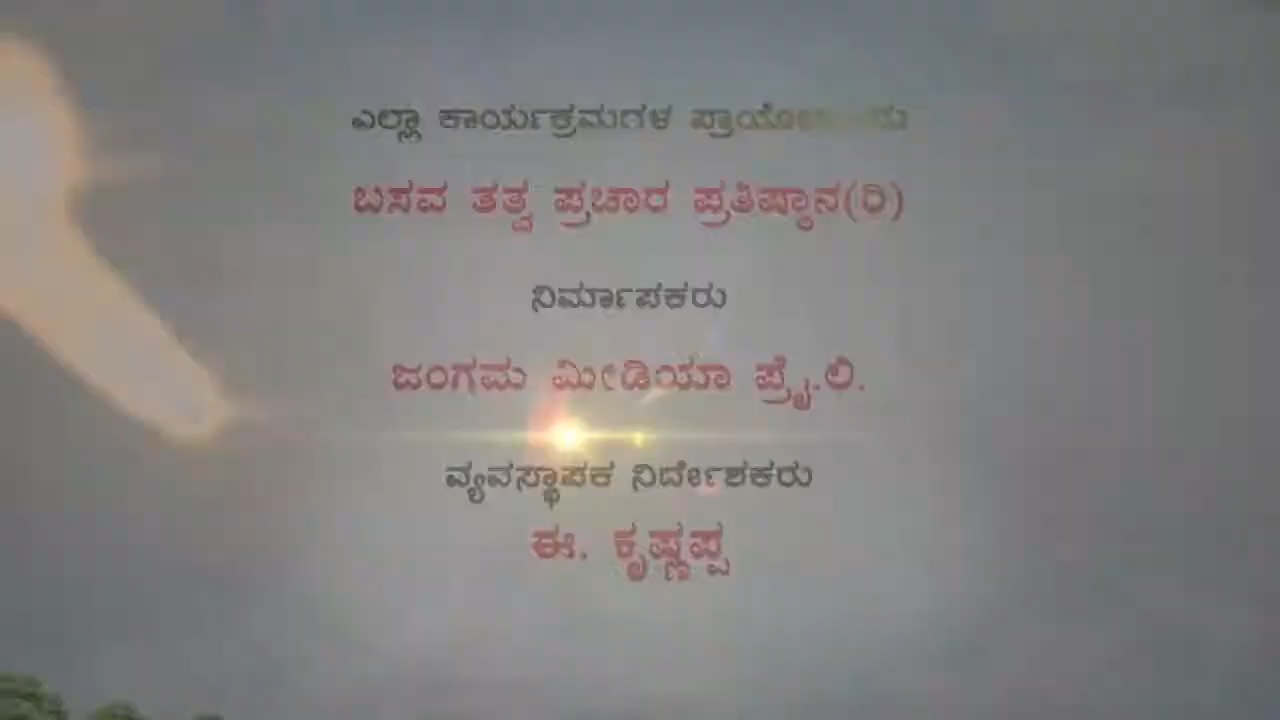 ಎಲ್ಲಾ ಕಾರ್ಯಕ್ರಮಗಳ
ಬಸವ ತತ್ವ ಪ್ರಚಾರ ಪ್ರತಿಷ್ಠಾನ(ರಿ)
ನಿರ್ಮಾಪಕರು
ಜಂಗಮ ಮೀಡಿಯಾ ಪ್ರೈ.ಲಿ.
ವ್ಯವಸ್ಥಾಪಕ ನಿರ್ದೇಶಕರು
ಈ. ಕೃಷ್ಣಪ್ಪ